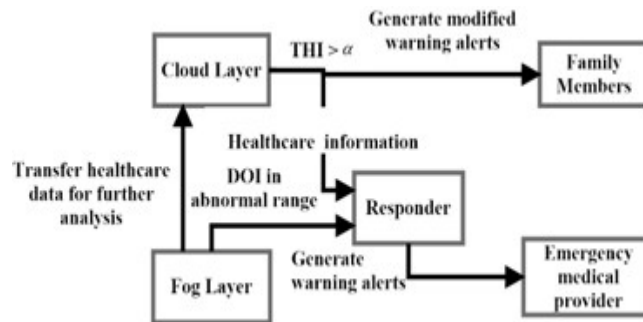 Generate modified
warning alerts
THI > α
Cloud Layer
Family
Members
Healthcare information
Transfer healthcare
data for further
analysis
DOI in
abnormal range
Responder
Generate
warning alerts
Fog Layer
Emergency
medical
provider